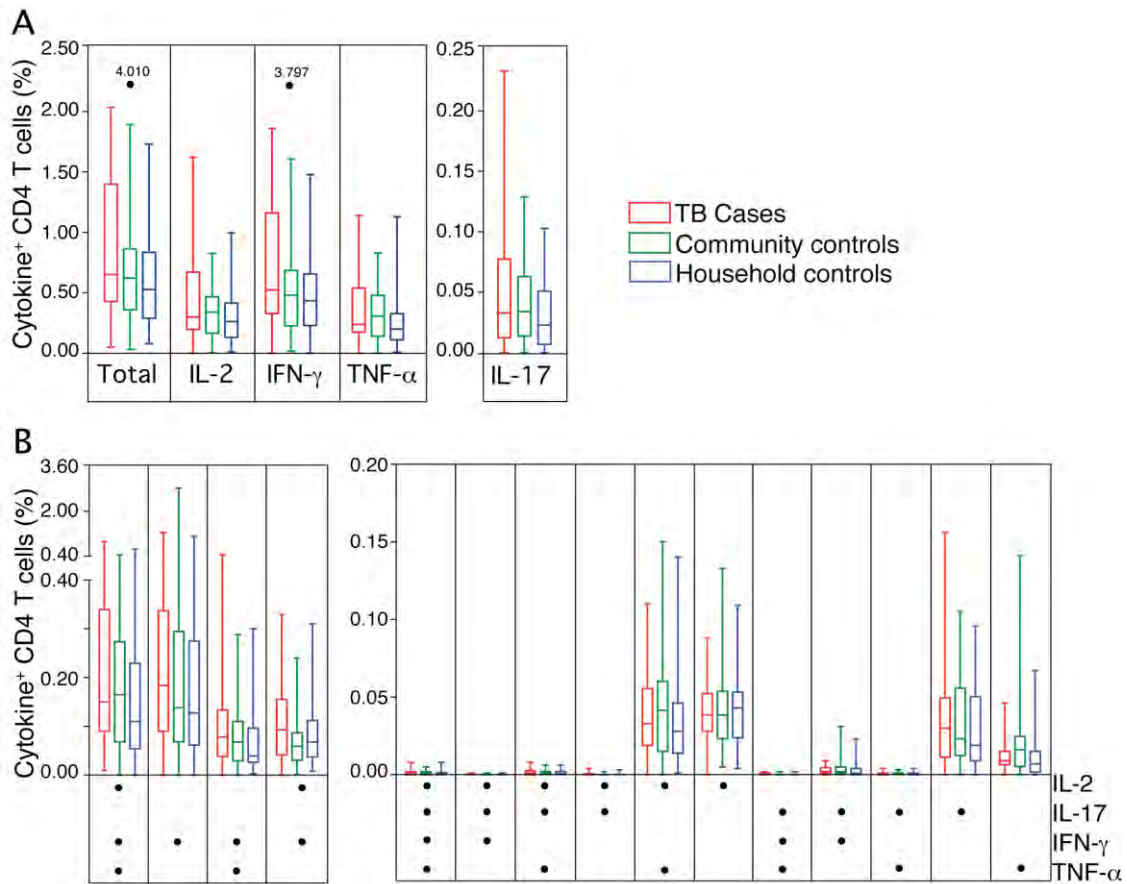 A
2.50
2.00
1.50
1.00
0.50
0.00
Cytokine⁺ CD4 T cells (%)
4.010
3.797
Total IL-2 IFN-γ TNF-α
0.25
0.20
0.15
0.10
0.05
0.00
IL-17
TB Cases
Community controls
Household controls
B
3.60
2.00
0.40
0.40
0.20
0.00
Cytokine⁺ CD4 T cells (%)
0.20
0.15
0.10
0.05
0.00
IL-2
IL-17
IFN-γ
TNF-α